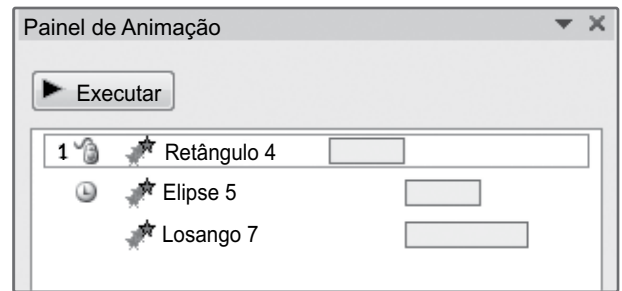 Painel de Animação
Executar
1 Retângulo 4
Elipse 5
Losango 7